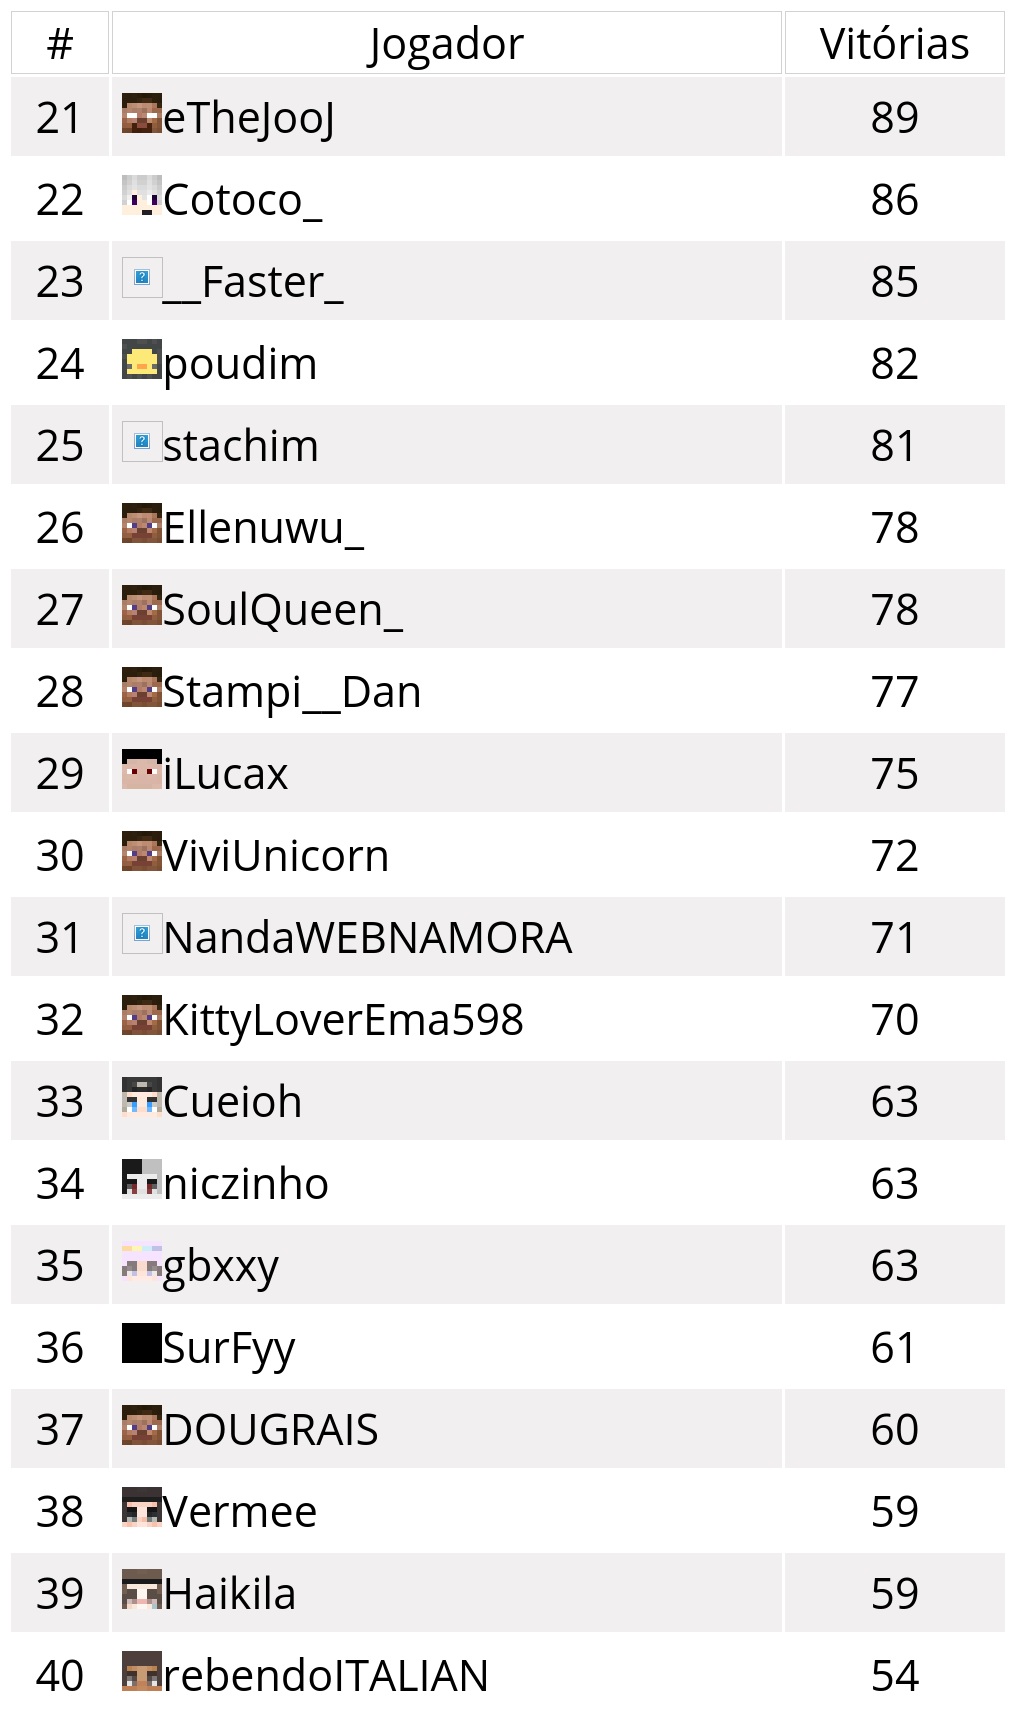 # Jogador Vitórias
21 eTheJooJ 89
22 Cotoco_ 86
23 __Faster_ 85
24 poudim 82
25 stachim 81
26 Ellenuwu_ 78
27 SoulQueen_ 78
28 Stampi__Dan 77
29 iLucax 75
30 ViviUnicorn 72
31 NandaWEBNAMORA 71
32 KittyLoverEma598 70
33 Cueioh 63
34 niczinho 63
35 gbxxy 63
36 SurFyy 61
37 DOUGRAIS 60
38 Vermee 59
39 Haikila 59
40 rebendoITALIAN 54